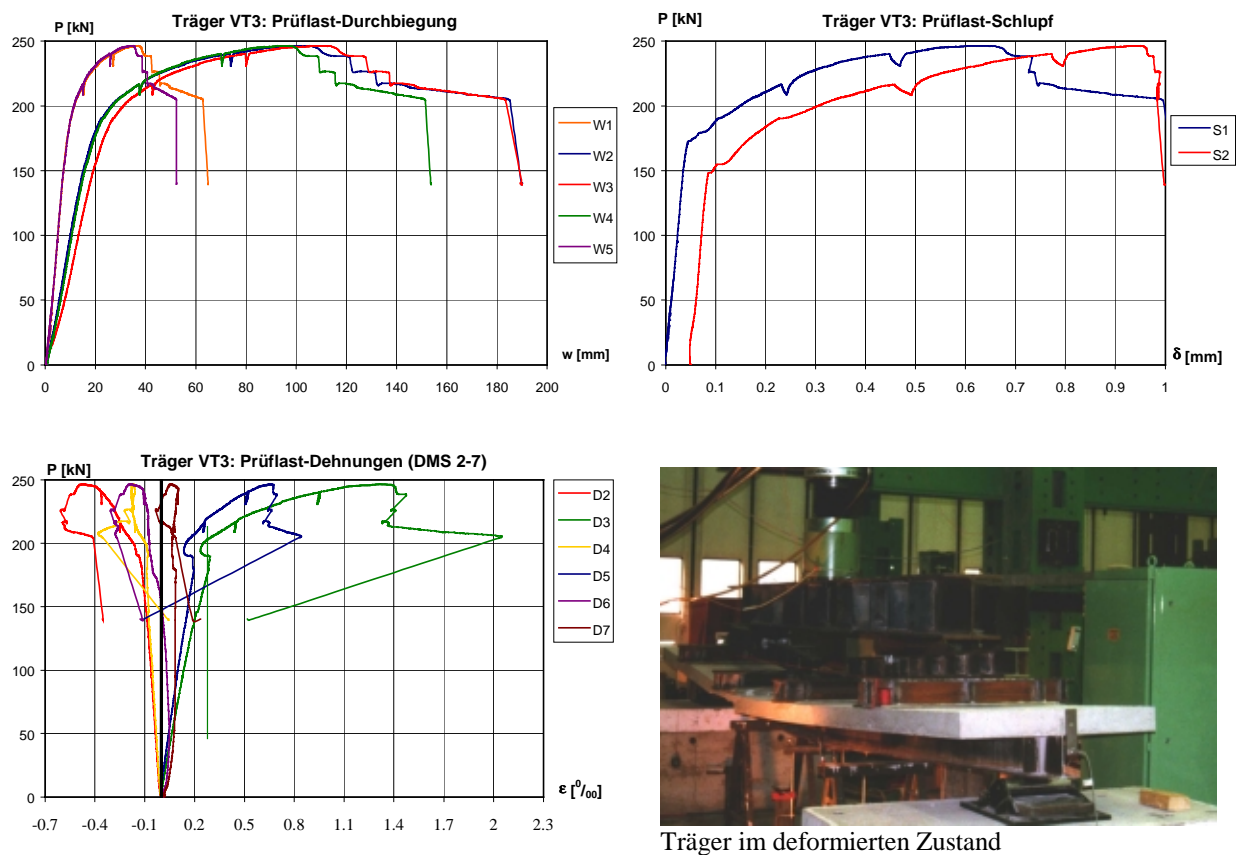 Träger VT3: Prüflast-Durchbiegung
P [kN]
250
200
150
100
50
0
0 20 40 60 80 100 120 140 160 180 200
w [mm]
W1
W2
W3
W4
W5
Träger VT3: Prüflast-Schlupf
P [kN]
250
200
150
100
50
0
0 0.1 0.2 0.3 0.4 0.5 0.6 0.7 0.8 0.9 1
δ [mm]
S1
S2
Träger VT3: Prüflast-Dehnungen (DMS 2-7)
P [kN]
250
200
150
100
50
0
-0.7 -0.4 -0.1 0.2 0.5 0.8 1.1 1.4 1.7 2 2.3
ε [⁰/₀₀]
D2
D3
D4
D5
D6
D7
Träger im deformierten Zustand